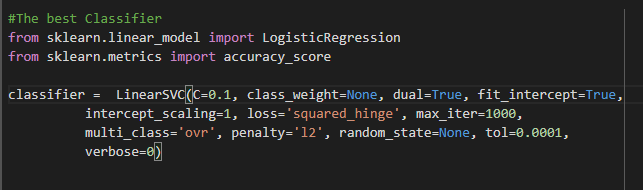 #The best Classifier
from sklearn.linear_model import LogisticRegression
from sklearn.metrics import accuracy_score
classifier =  LinearSVC(C=0.1, class_weight=None, dual=True, fit_intercept=True,
intercept_scaling=1, loss='squared_hinge', max_iter=1000,
multi_class='ovr', penalty='l2', random_state=None, tol=0.0001,
verbose=0)